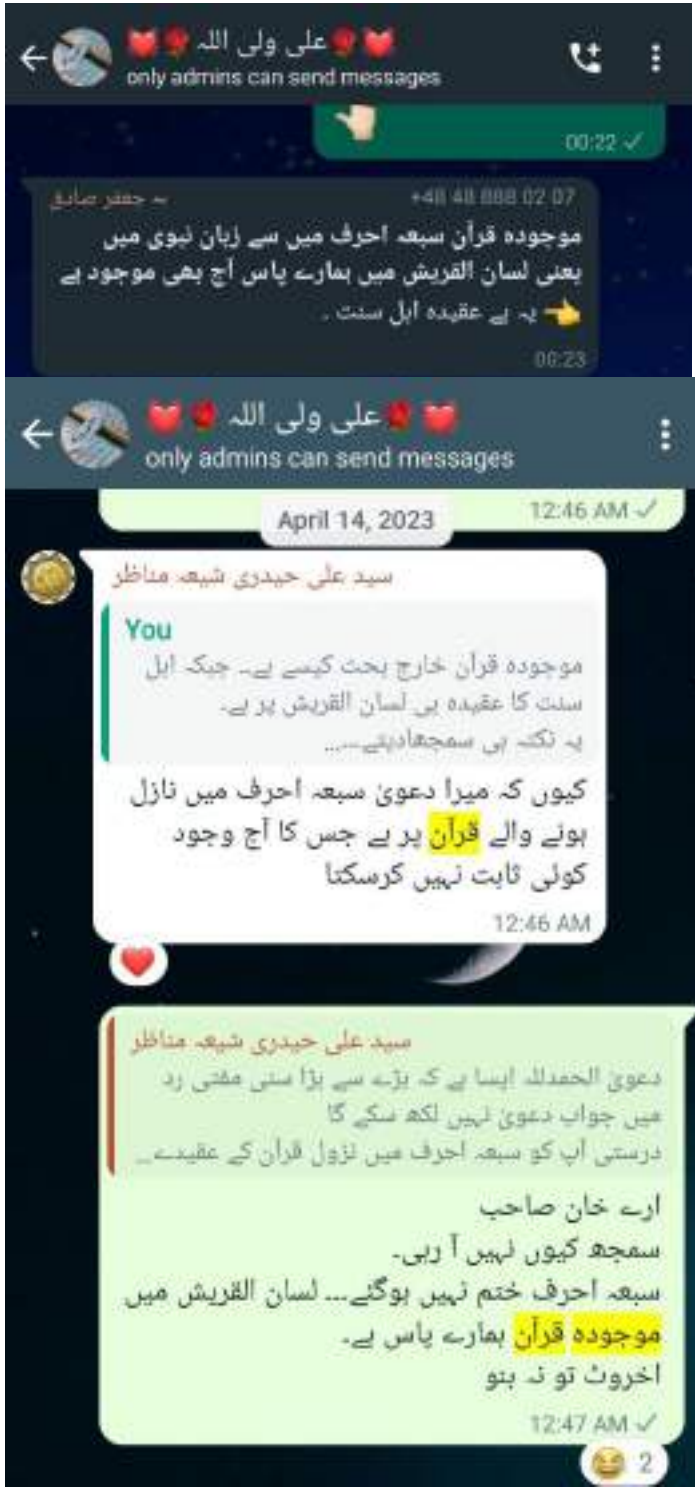 علی ولی اللہ
only admins can send messages
00:22
~ جعفر صادق +48 48 888 02 07
موجودہ قرآن سبعہ احرف میں سے زبان نبوی میں
یعنی لسان القریش میں ہمارے پاس آج بھی موجود ہے
👈 یہ ہے عقیدہ اہل سنت ۔
00:23
علی ولی اللہ
only admins can send messages
12:46 AM
April 14, 2023
سید علی حیدری شیعہ مناظر
You
موجودہ قرآن خارج بحث کیسے ہے۔۔ جبکہ اہل
سنت کا عقیدہ ہی لسان القریش پر ہے۔
یہ نکتہ ہی سمجھادیتے۔۔۔...
کیوں کہ میرا دعویٰ سبعہ احرف میں نازل
ہونے والے قرآن پر ہے جس کا آج وجود
کوئی ثابت نہیں کرسکتا
12:46 AM
سید علی حیدری شیعہ مناظر
دعویٰ الحمدللہ ایسا ہے کہ بڑے سے بڑا سنی مفتی رد
میں جواب دعویٰ نہیں لکھ سکے گا
درستی آپ کو سبعہ احرف میں نزول قرآن کے عقیدے...
ارے خان صاحب
سمجھ کیوں نہیں آ رہی۔
سبعہ احرف ختم نہیں ہوگئے۔۔۔ لسان القریش میں
موجودہ قرآن ہمارے پاس ہے۔
اخروٹ تو نہ بنو
12:47 AM
2